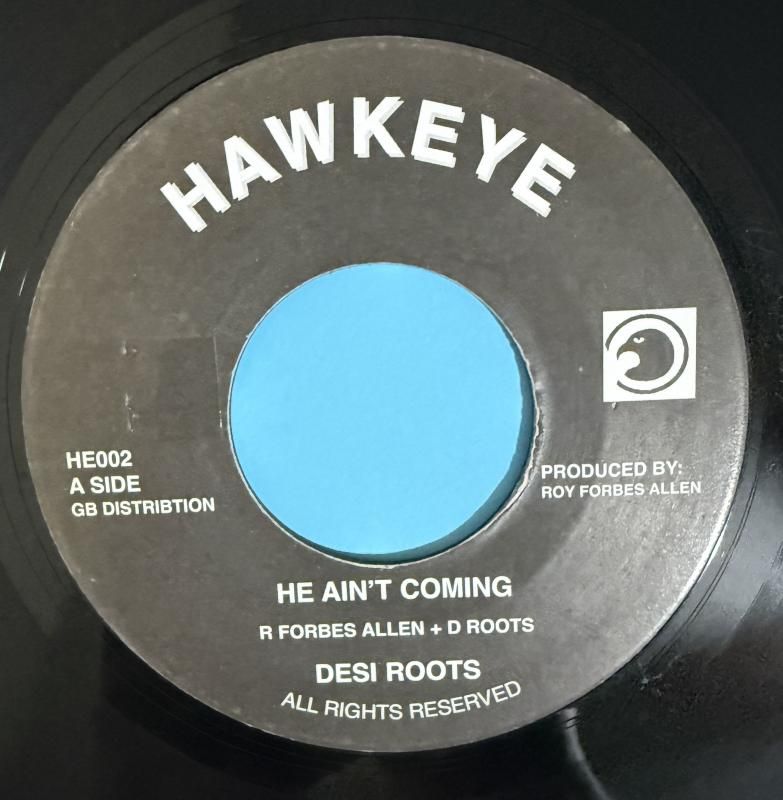 HAWKEYE
HE002
A SIDE
GB DISTRIBTION
PRODUCED BY:
ROY FORBES ALLEN
HE AIN'T COMING
R FORBES ALLEN + D ROOTS
DESI ROOTS
ALL RIGHTS RESERVED